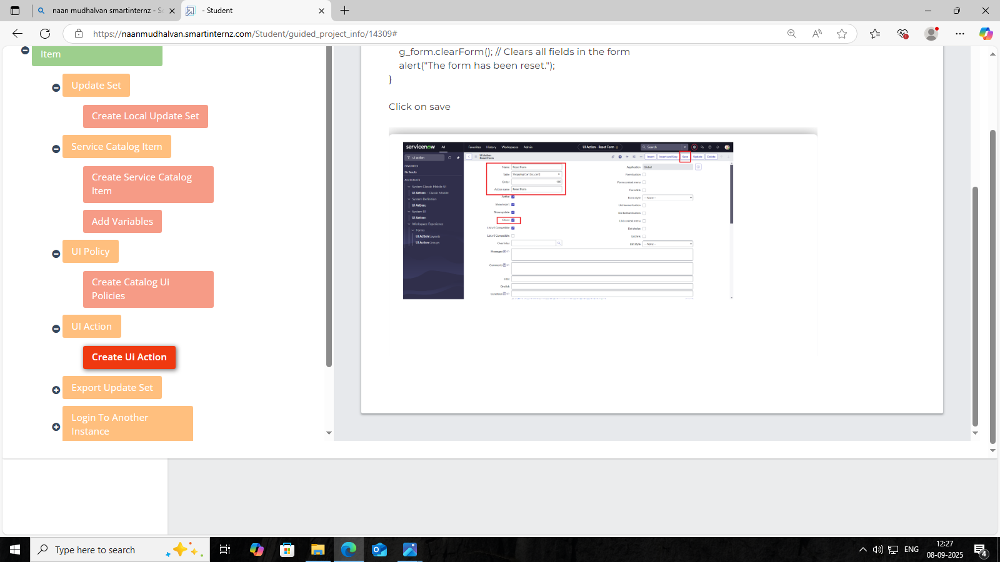 naan mudhalvan smartinternz - Se
- Student
https://naanmudhalvan.smartinternz.com/Student/guided_project_info/14309#
Item
Update Set
Create Local Update Set
Service Catalog Item
Create Service Catalog
Item
Add Variables
UI Policy
Create Catalog Ui
Policies
UI Action
Create Ui Action
Export Update Set
Login To Another
Instance
g_form.clearForm(); // Clears all fields in the form
alert("The form has been reset.");
}
Click on save
servicenow All Favorites History Workspaces Admin UI Action - Reset Form Search
ui action
UI Action
Reset Form
Insert Insert and Stay Save Update Delete
FAVORITES
No Results
ALL RESULTS
System Classic Mobile UI
UI Actions - Classic Mobile
System Definition
UI Actions
System UI
UI Actions
Workspace Experience
Forms
UI Action Layouts
UI Action Groups
Name Reset Form
Table Shopping Cart [sc_cart]
Order 100
Action name Reset Form
Active
Show insert
Show update
Client
List v2 Compatible
List v3 Compatible
Overrides
Messages
Comments
Hint
Onclick
Condition
Application Global
Form button
Form context menu
Form link
Form style -- None --
List banner button
List bottom button
List context menu
List choice
List link
List style -- None --
Type here to search
ENG
12:27
08-09-2025
4